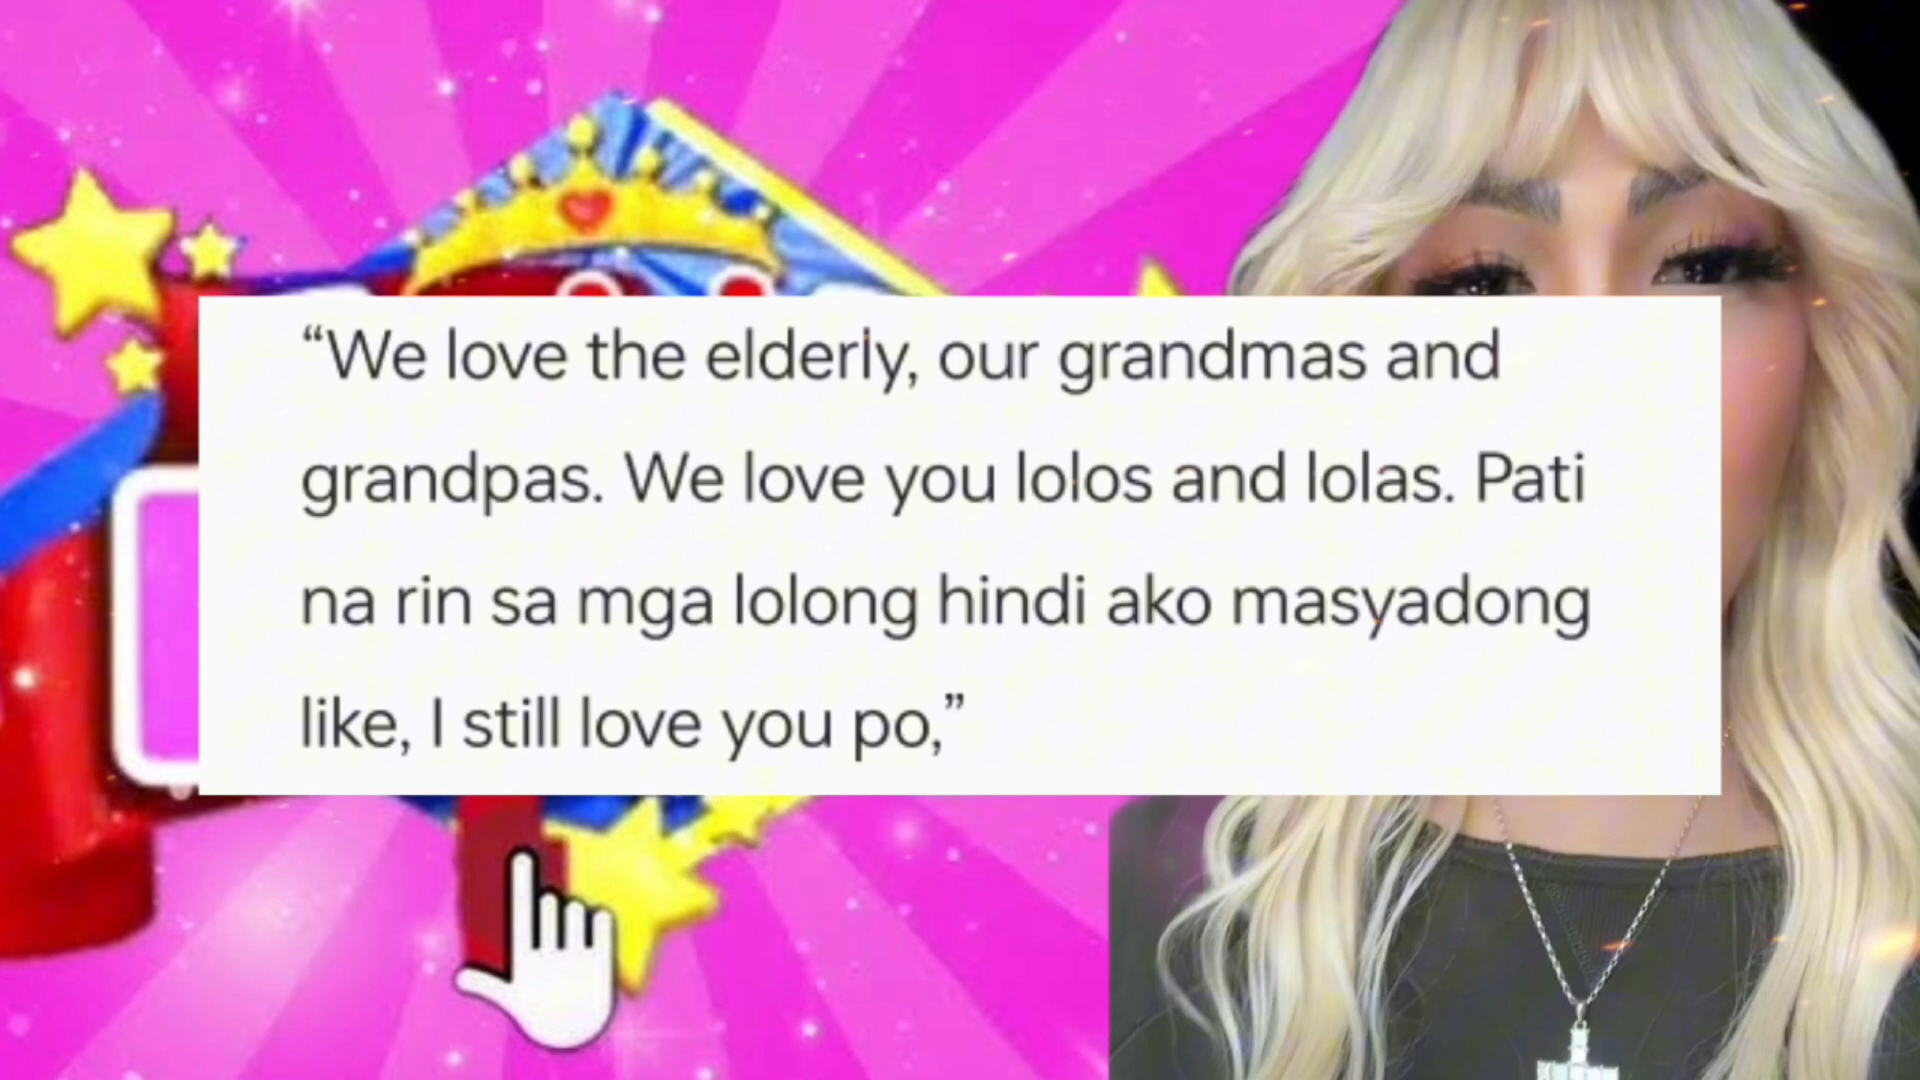 “We love the elderly, our grandmas and
grandpas. We love you lolos and lolas. Pati
na rin sa mga lolong hindi ako masyadong
like, I still love you po,”